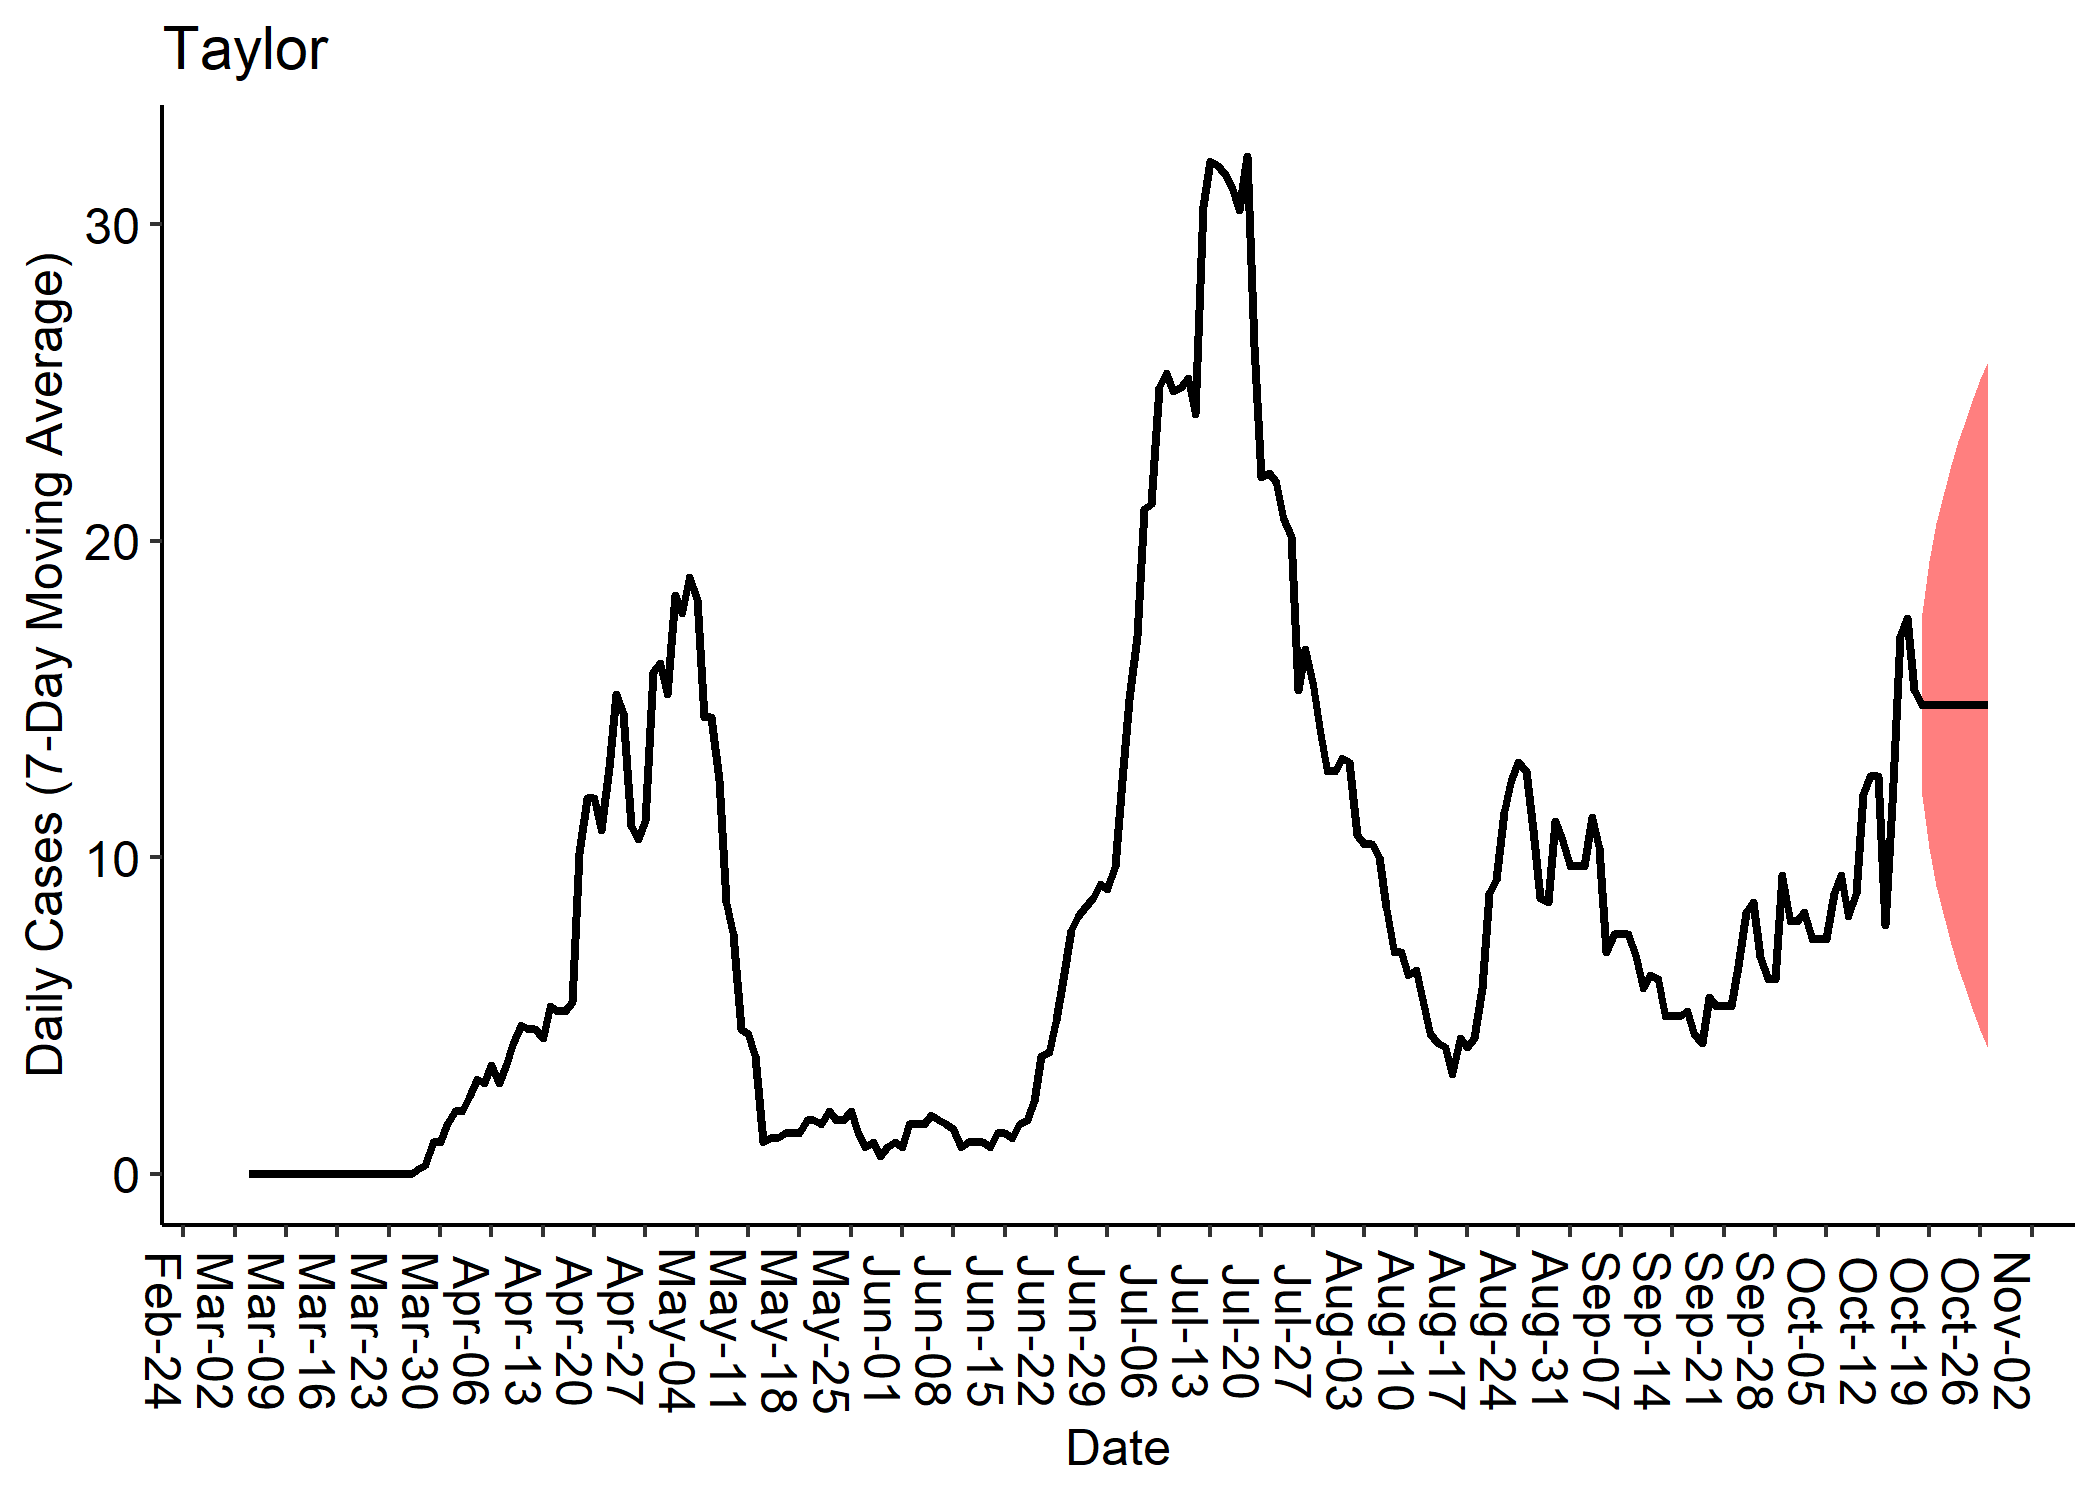 Taylor
Daily Cases (7-Day Moving Average)
30
20
10
0
Feb-24
Mar-02
Mar-09
Mar-16
Mar-23
Mar-30
Apr-06
Apr-13
Apr-20
Apr-27
May-04
May-11
May-18
May-25
Jun-01
Jun-08
Jun-15
Jun-22
Jun-29
Jul-06
Jul-13
Jul-20
Jul-27
Aug-03
Aug-10
Aug-17
Aug-24
Aug-31
Sep-07
Sep-14
Sep-21
Sep-28
Oct-05
Oct-12
Oct-19
Oct-26
Nov-02
Date